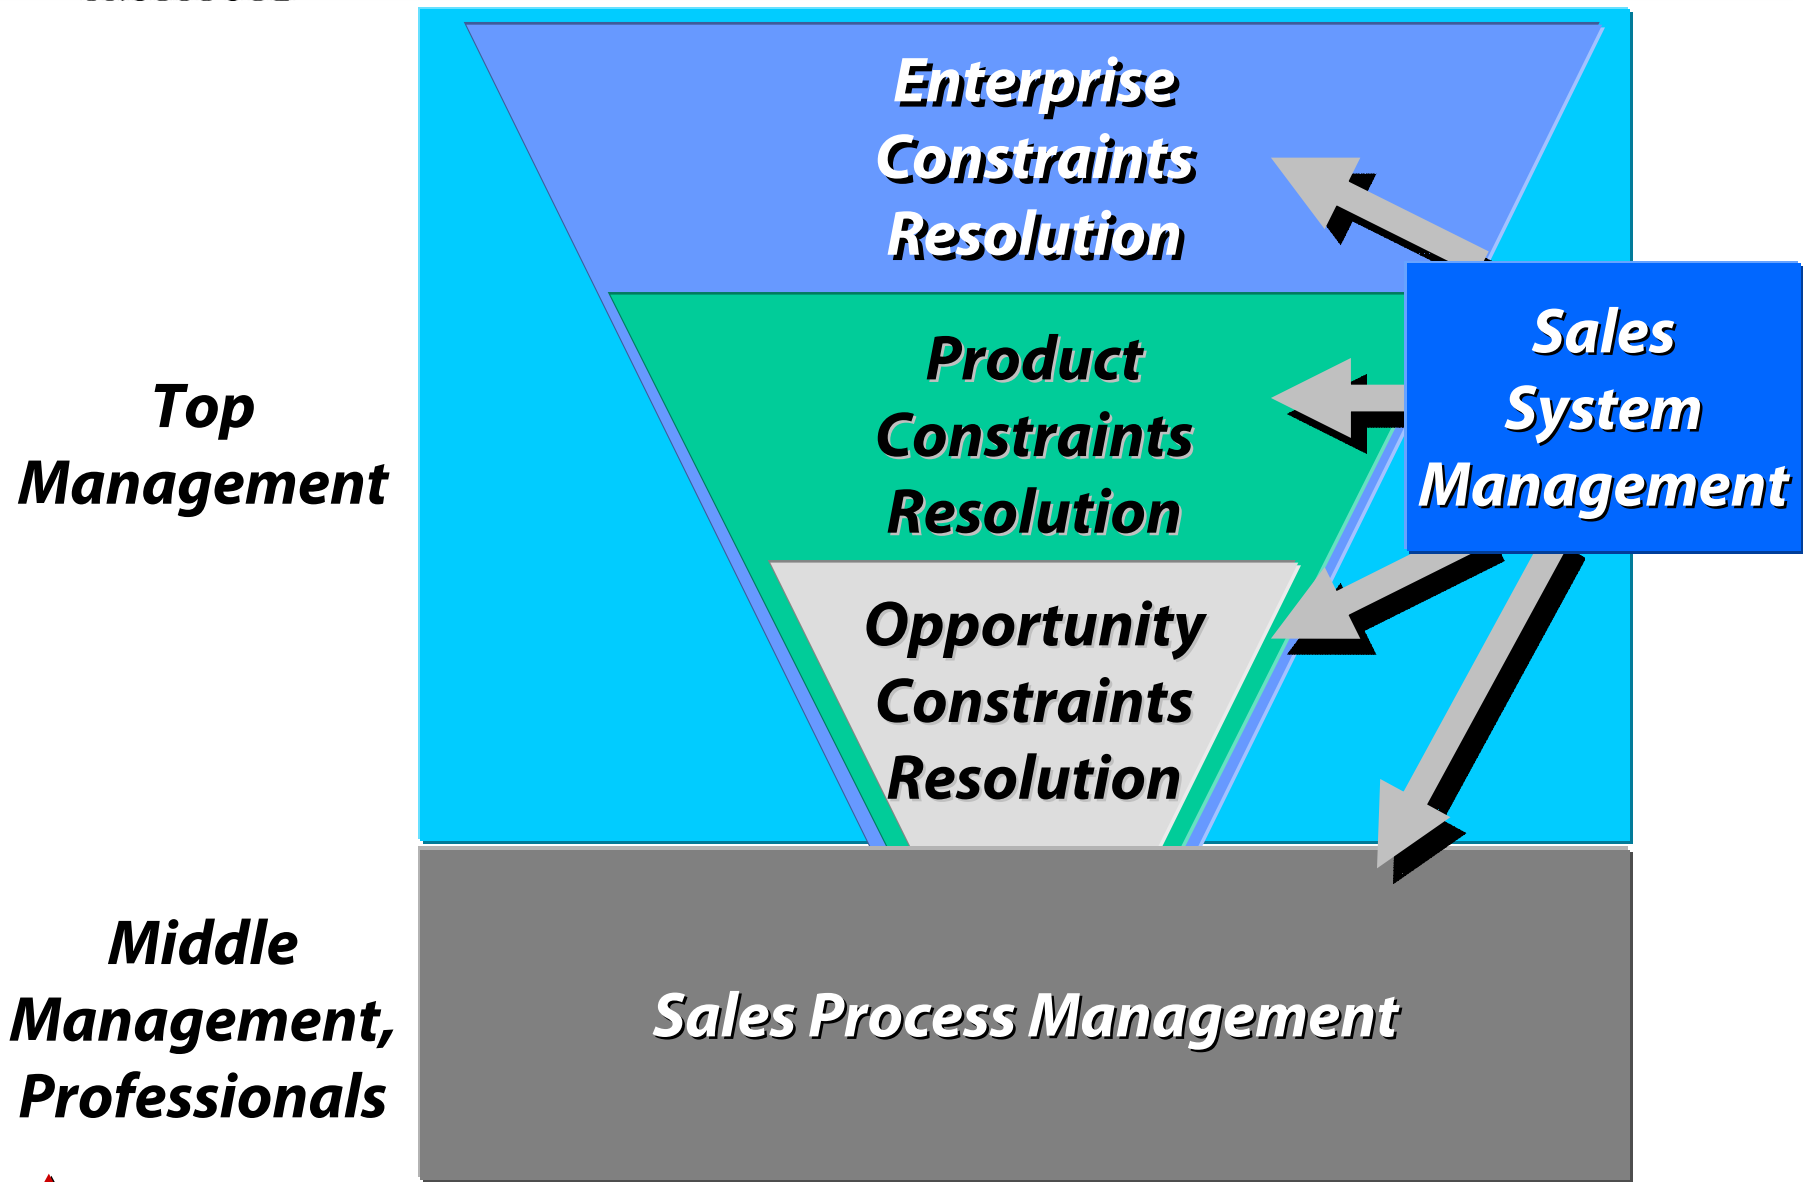 Enterprise
Constraints
Resolution
Product
Constraints
Resolution
Opportunity
Constraints
Resolution
Sales
System
Management
Top
Management
Middle
Management,
Professionals
Sales Process Management